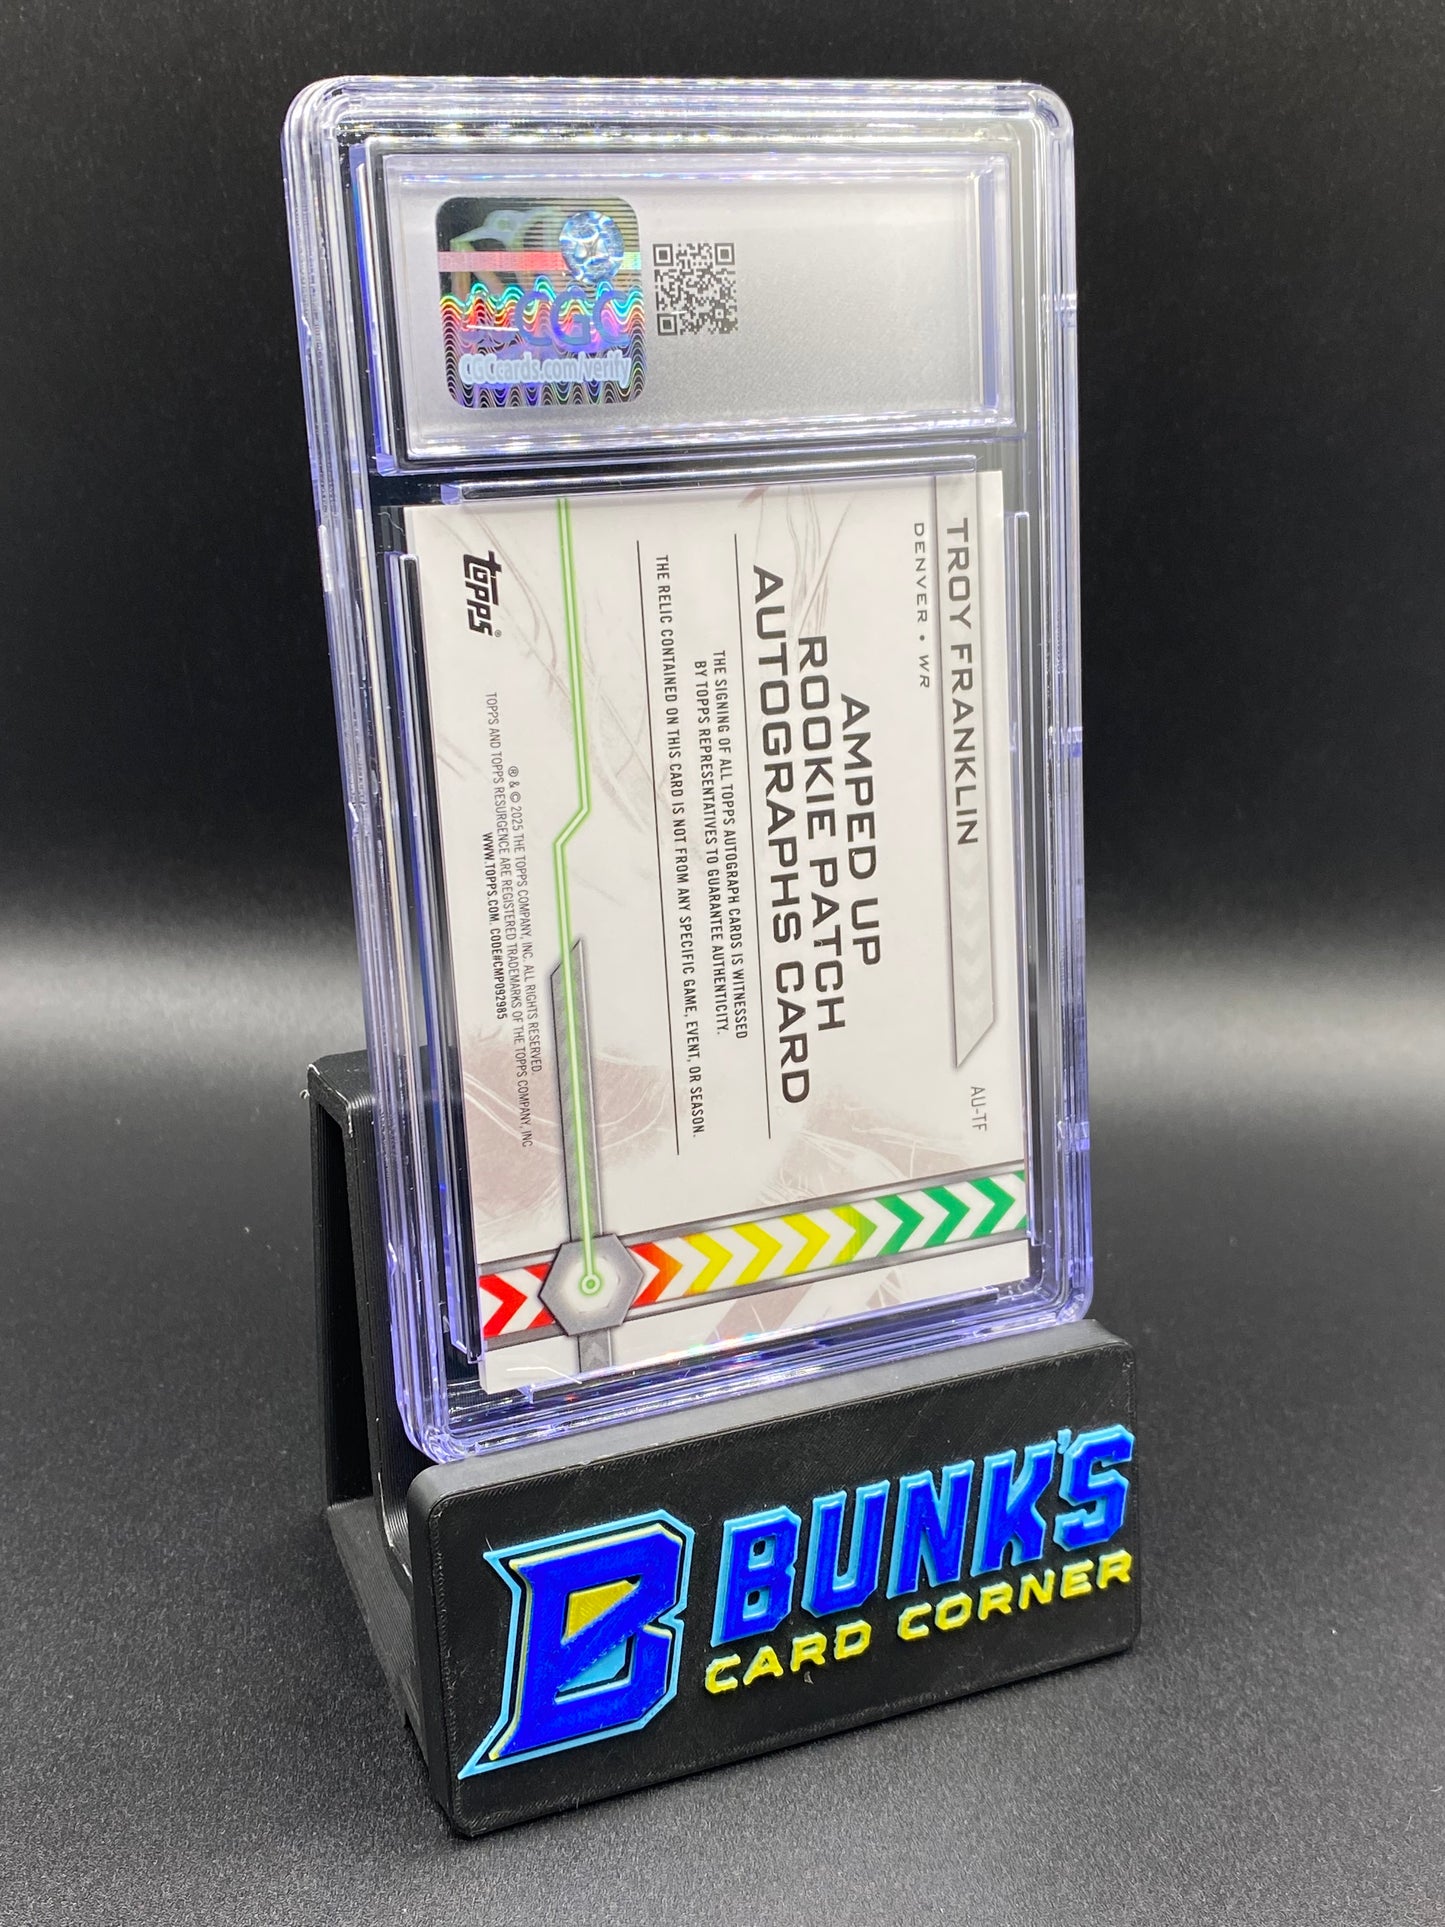 CGC
CGCcards.com/verify
TROY FRANKLIN
DENVER • WR
AU-TF
AMPED UP
ROOKIE PATCH
AUTOGRAPHS CARD
THE SIGNING OF ALL TOPPS AUTOGRAPH CARDS IS WITNESSED
BY TOPPS REPRESENTATIVES TO GUARANTEE AUTHENTICITY.
THE RELIC CONTAINED ON THIS CARD IS NOT FROM ANY SPECIFIC GAME, EVENT, OR SEASON.
topps®
® & © 2025 THE TOPPS COMPANY, INC. ALL RIGHTS RESERVED.
TOPPS AND TOPPS RESURGENCE ARE REGISTERED TRADEMARKS OF THE TOPPS COMPANY, INC.
WWW.TOPPS.COM. CODE#CMP092985
B
BUNK'S
CARD CORNER